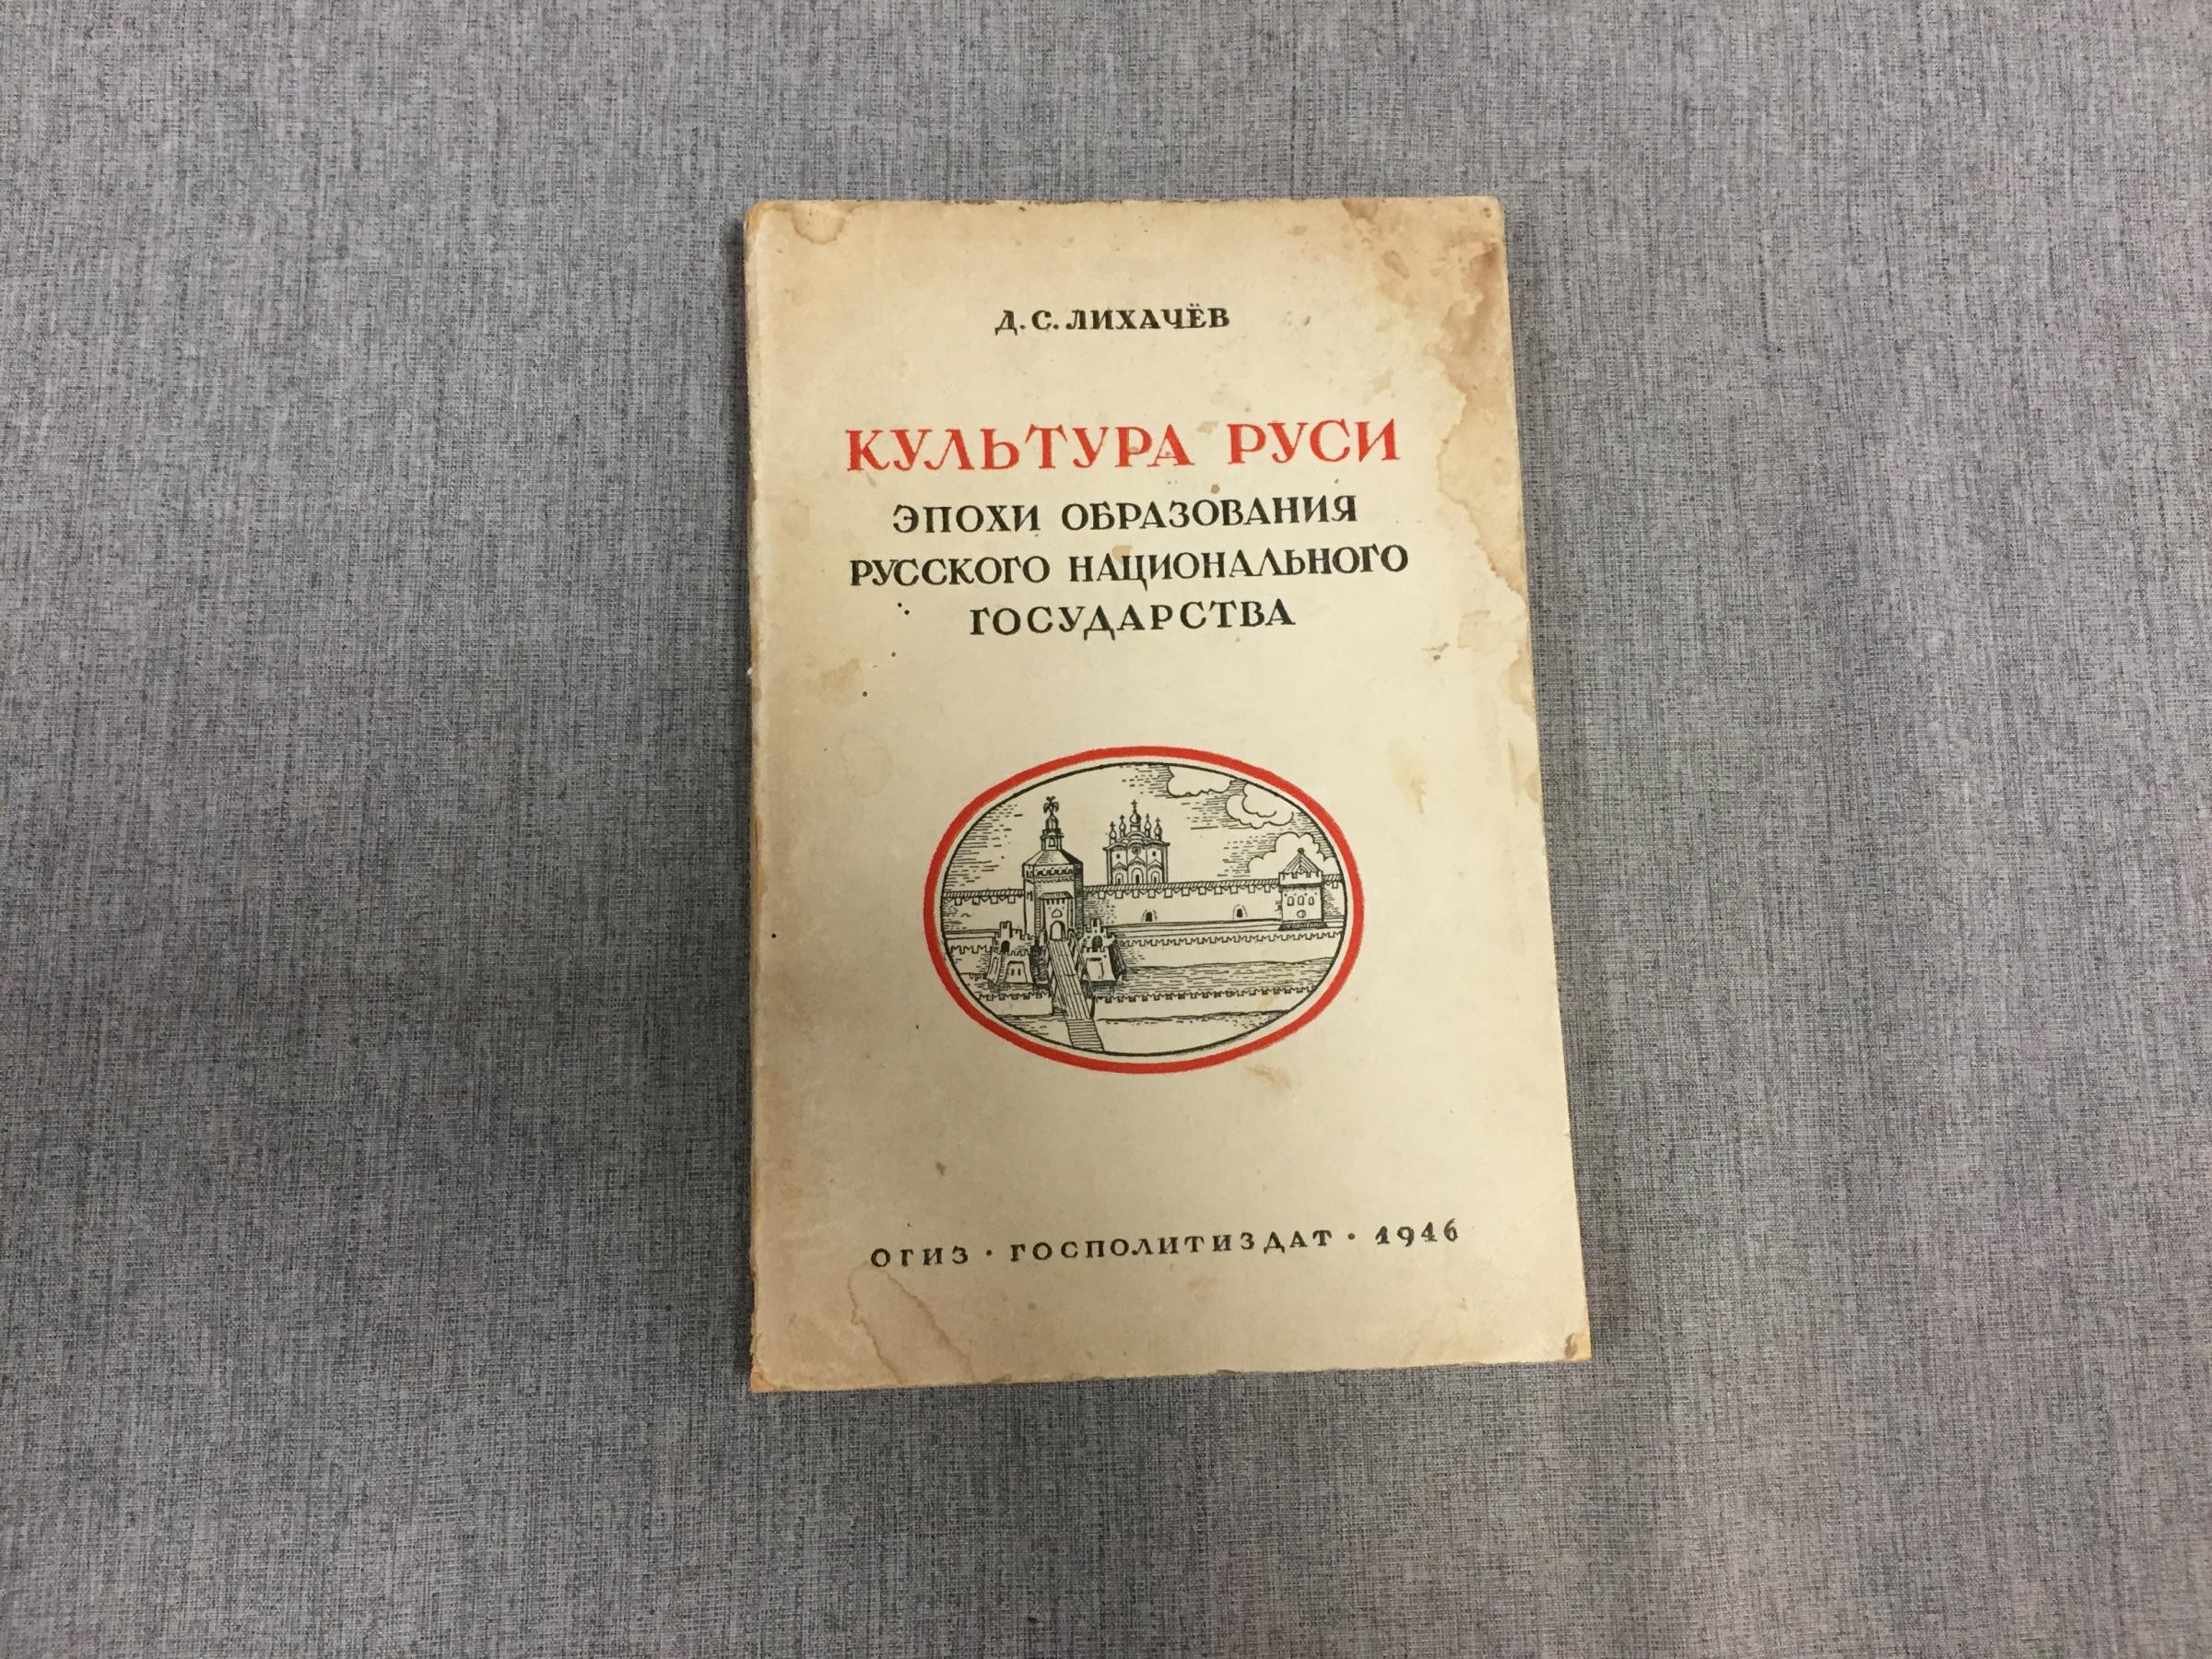 Д. С. ЛИХАЧЁВ
КУЛЬТУРА РУСИ
ЭПОХИ ОБРАЗОВАНИЯ
РУССКОГО НАЦИОНАЛЬНОГО
ГОСУДАРСТВА
ОГИЗ · ГОСПОЛИТИЗДАТ · 1946